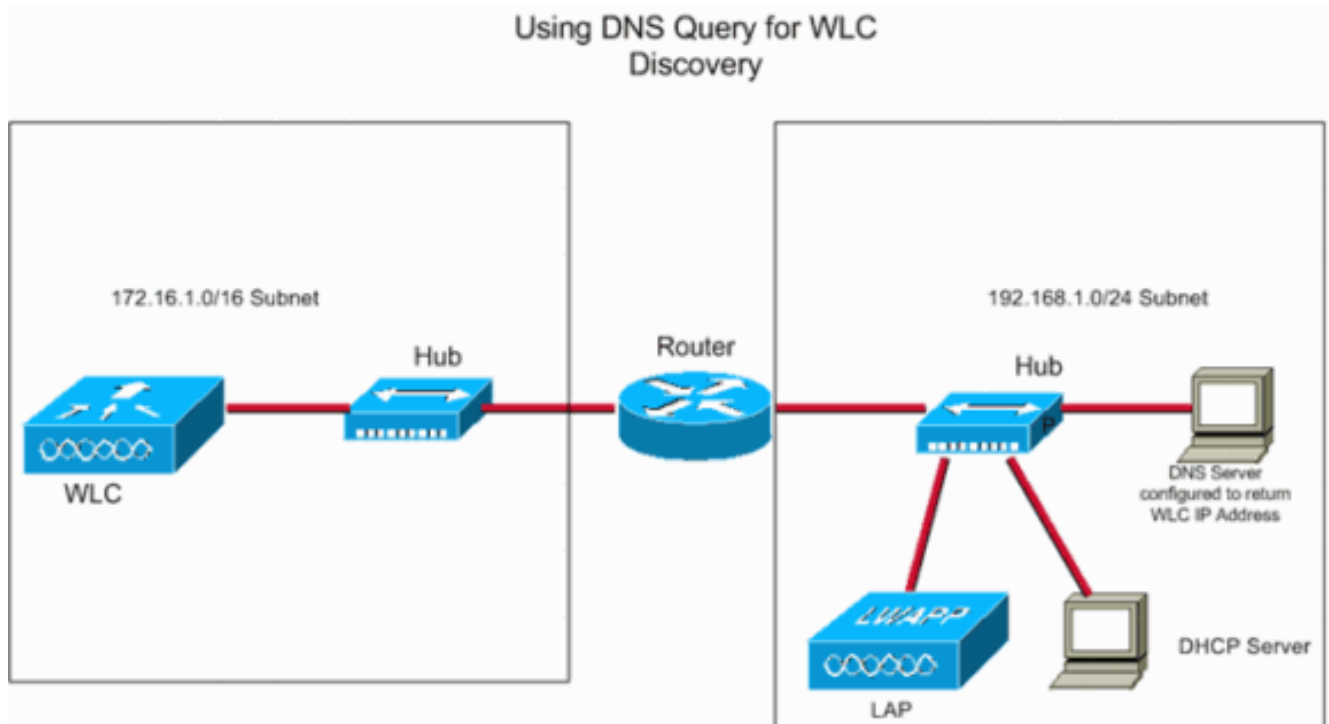 Using DNS Query for WLC
Discovery
172.16.1.0/16 Subnet
192.168.1.0/24 Subnet
Hub
Router
Hub
P
WLC
DNS Server
configured to return
WLC IP Address
LWAPP
DHCP Server
LAP